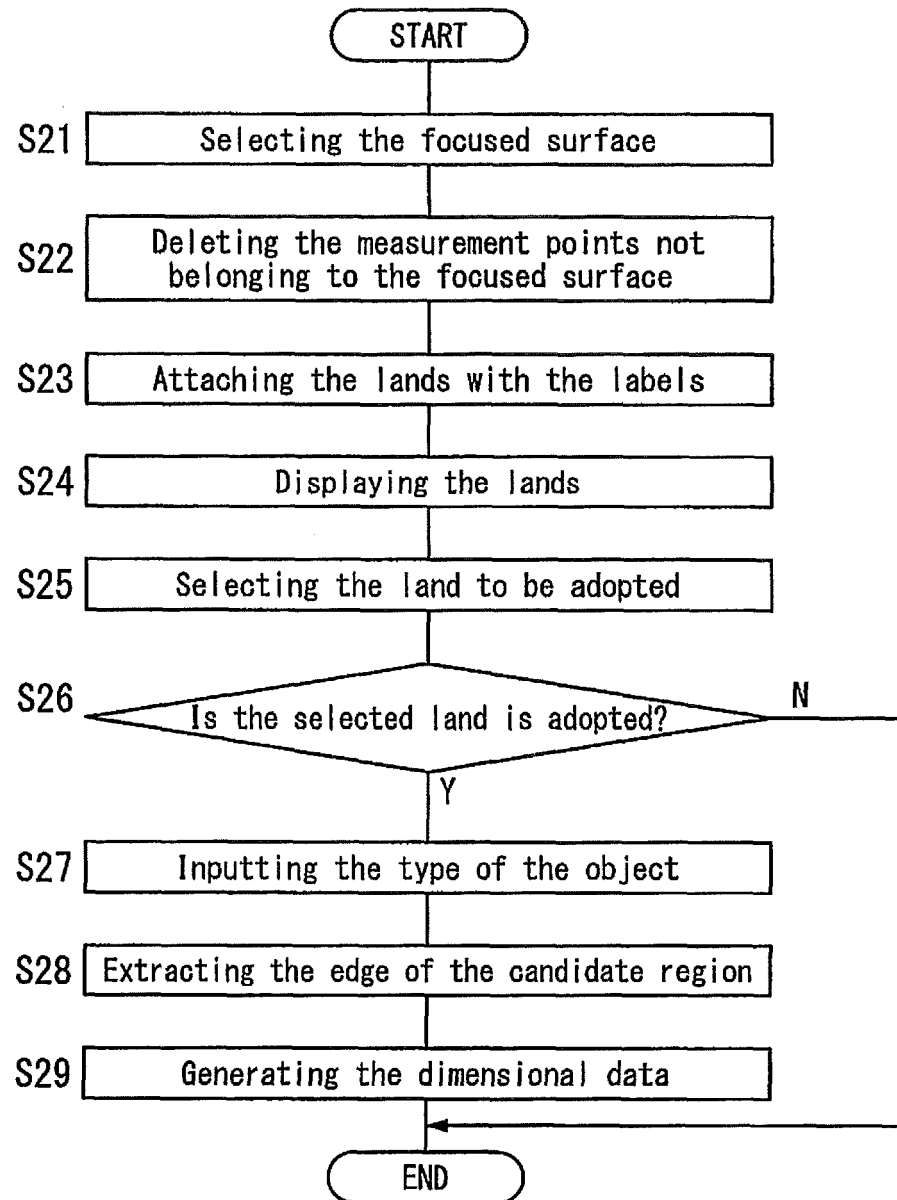 START
S21 Selecting the focused surface
S22 Deleting the measurement points not
belonging to the focused surface
S23 Attaching the lands with the labels
S24 Displaying the lands
S25 Selecting the land to be adopted
S26 Is the selected land is adopted? N
Y
S27 Inputting the type of the object
S28 Extracting the edge of the candidate region
S29 Generating the dimensional data
END